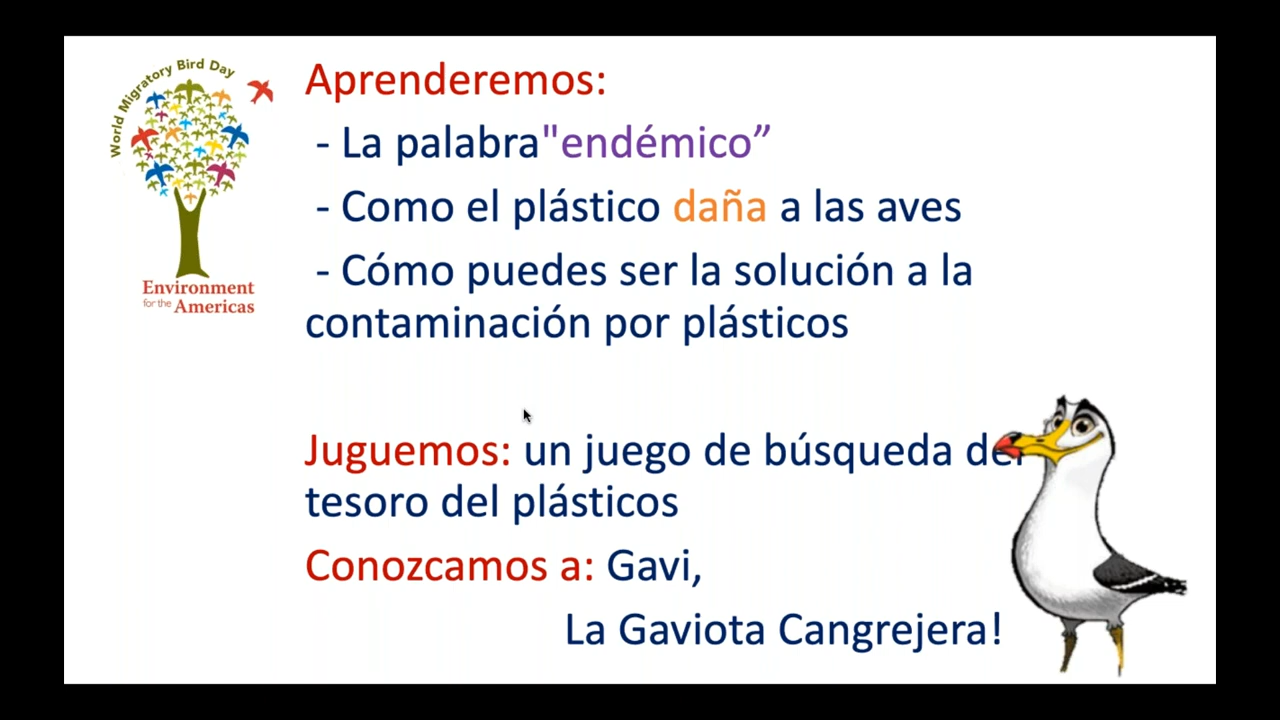 World Migratory Bird Day
Environment
for the Americas
Aprenderemos:
- La palabra"endémico”
- Como el plástico daña a las aves
- Cómo puedes ser la solución a la
contaminación por plásticos
Juguemos: un juego de búsqueda del
tesoro del plásticos
Conozcamos a: Gavi,
La Gaviota Cangrejera!